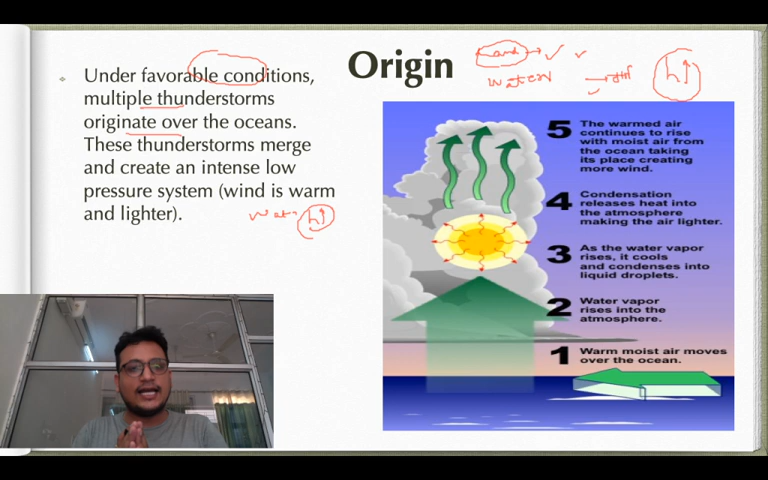 Origin
Land
water
h↑
Under favorable conditions,
multiple thunderstorms
originate over the oceans.
These thunderstorms merge
and create an intense low
pressure system (wind is warm
and lighter).
h↑
5 The warmed air
continues to rise
with moist air from
the ocean taking
its place creating
more wind.
4 Condensation
releases heat into
the atmosphere
making the air lighter.
3 As the water vapor
rises, it cools
and condenses into
liquid droplets.
2 Water vapor
rises into the
atmosphere.
1 Warm moist air moves
over the ocean.